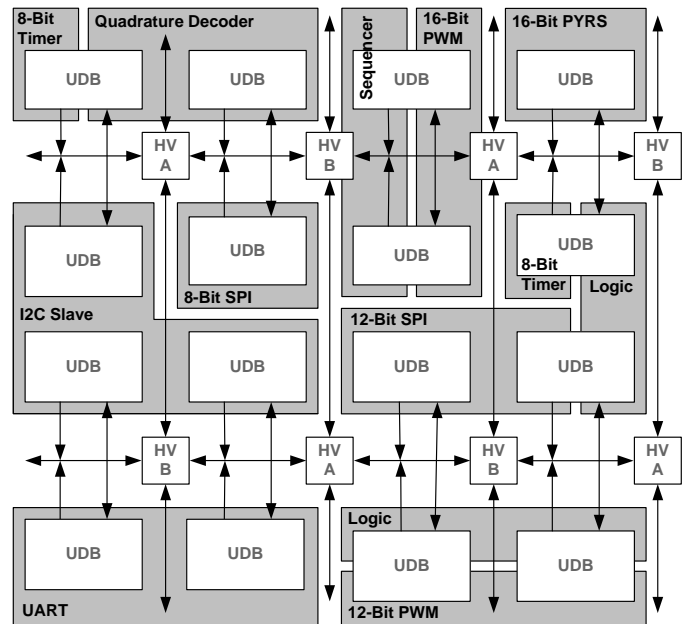 8-Bit
Timer
Quadrature Decoder
Sequencer
16-Bit
PWM
16-Bit PYRS
UDB
UDB
UDB
UDB
HV
A
HV
B
HV
A
HV
B
UDB
UDB
UDB
UDB
8-Bit SPI
8-Bit
Timer
Logic
I2C Slave
12-Bit SPI
UDB
UDB
UDB
UDB
HV
B
HV
A
HV
B
HV
A
Logic
UDB
UDB
UDB
UDB
UART
12-Bit PWM